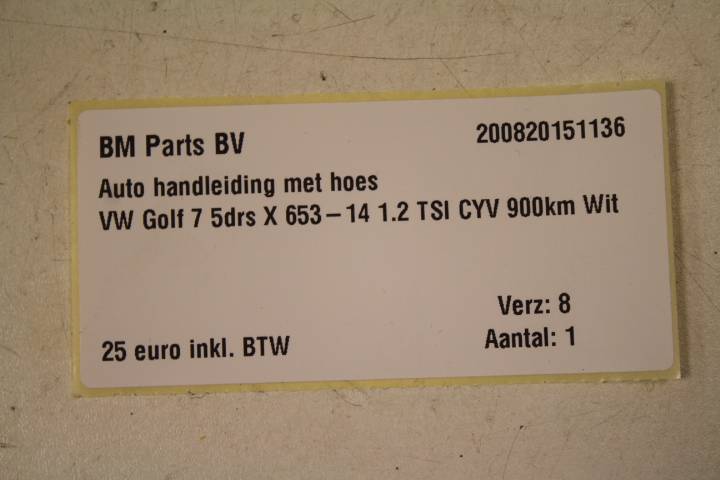 BM Parts BV
200820151136
Auto handleiding met hoes
VW Golf 7 5drs X 653-14 1.2 TSI CYV 900km Wit
Verz: 8
25 euro inkl. BTW
Aantal: 1